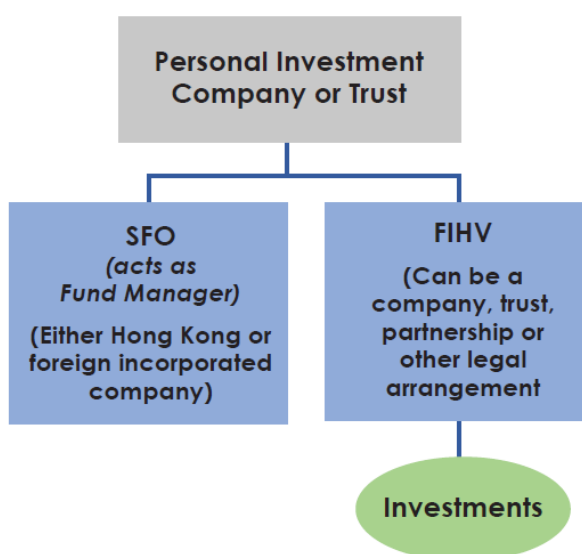 Personal Investment
Company or Trust
SFO
(acts as
Fund Manager)
(Either Hong Kong or
foreign incorporated
company)
FIHV
(Can be a
company, trust,
partnership or
other legal
arrangement
Investments